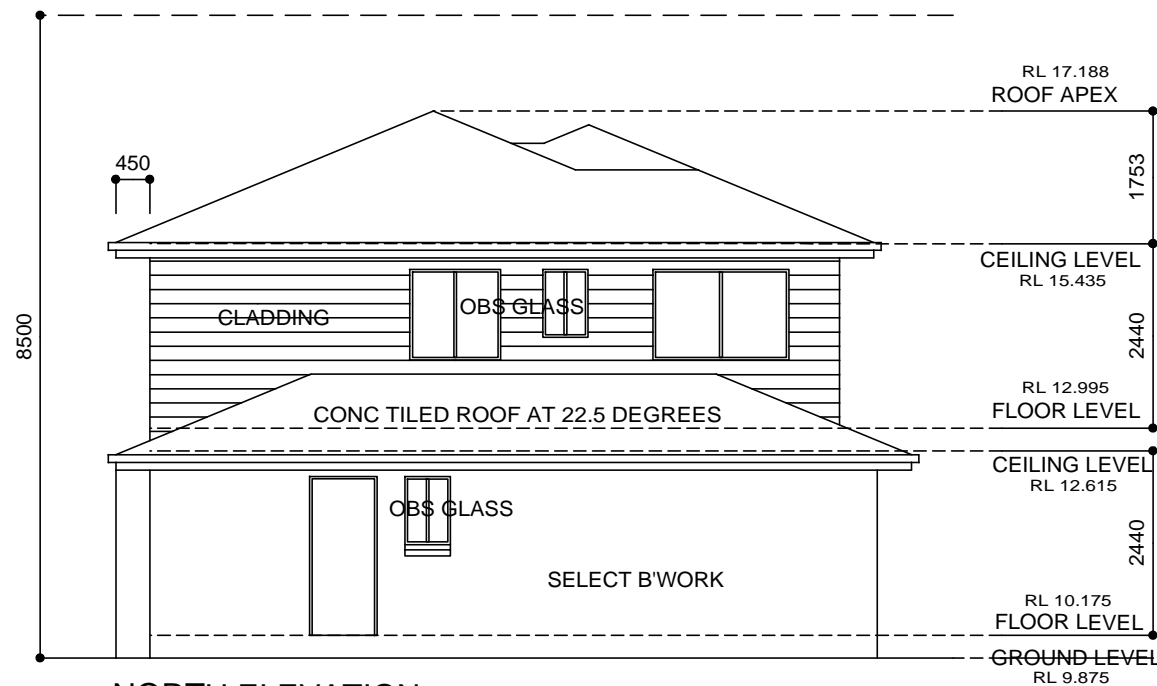 RL 17.188
ROOF APEX
450
1753
CEILING LEVEL
RL 15.435
OBS GLASS
CLADDING
8500
2440
RL 12.995
FLOOR LEVEL
CONC TILED ROOF AT 22.5 DEGREES
CEILING LEVEL
RL 12.615
OBS GLASS
2440
SELECT B'WORK
RL 10.175
FLOOR LEVEL
GROUND LEVEL
RL 9.875
NORTH ELEVATION